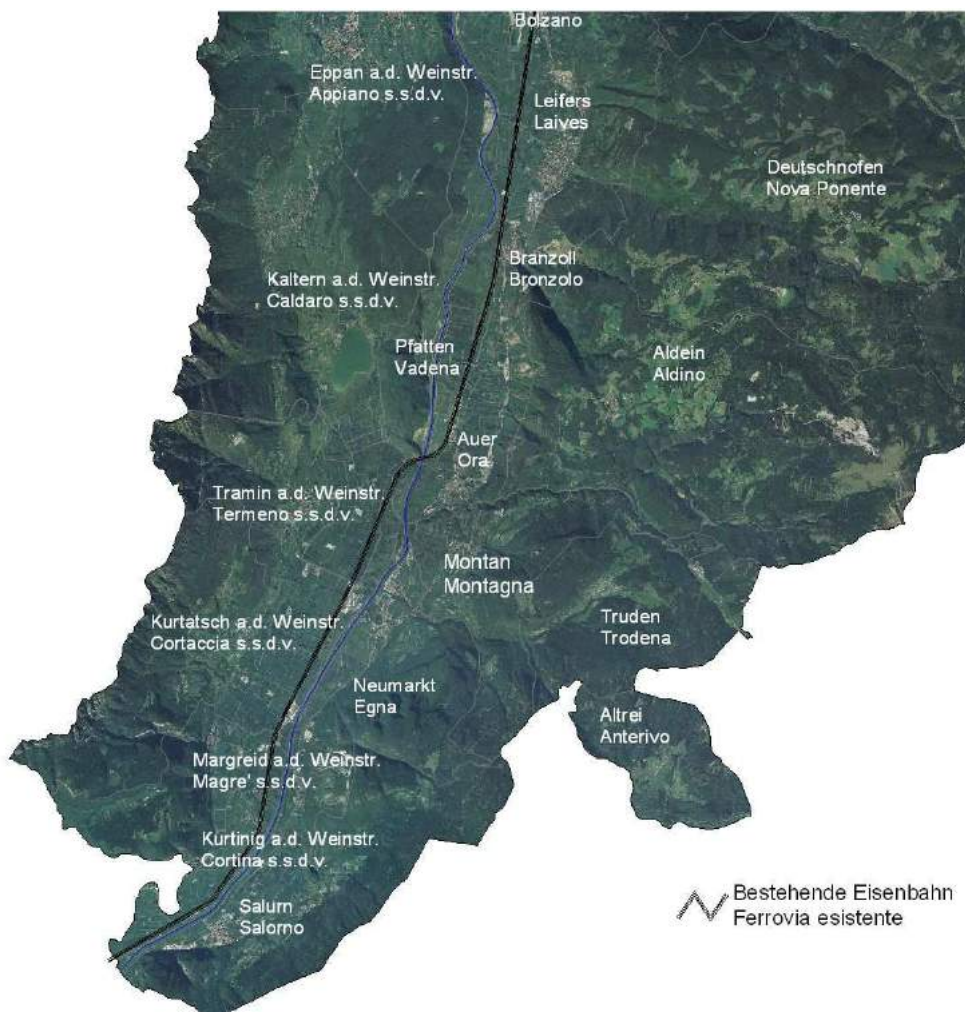 Bolzano
Eppan a.d. Weinstr.
Appiano s.s.d.v.
Leifers
Laives
Deutschnofen
Nova Ponente
Branzoll
Bronzolo
Kaltern a.d. Weinstr.
Caldaro s.s.d.v.
Pfatten
Vadena
Aldein
Aldino
Auer
Ora
Tramin a.d. Weinstr.
Termeno s.s.d.v.
Montan
Montagna
Truden
Trodena
Kurtatsch a.d. Weinstr.
Cortaccia s.s.d.v.
Neumarkt
Egna
Altrei
Anterivo
Margreid a.d. Weinstr.
Magre' s.s.d.v.
Kurtinig a.d. Weinstr.
Cortina s.s.d.v.
Salurn
Salorno
Bestehende Eisenbahn
Ferrovia esistente